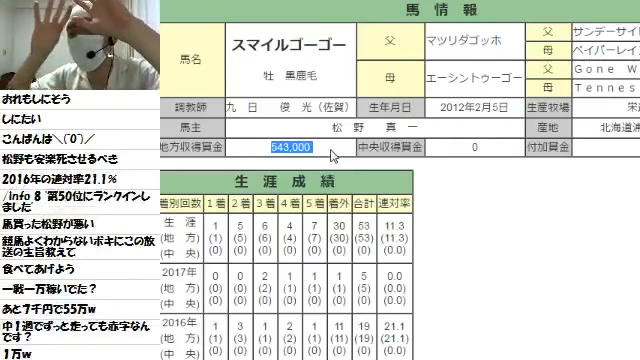 馬情報
馬名
スマイルゴーゴー
牡 黒鹿毛
父
マツリダゴッホ
父
サンデーサイ
母
ペイパーレイ
母
エーシントゥーゴー
父
Gone W
母
Tennes
調教師
九日 俊光(佐賀)
生年月日
2012年2月5日
生産牧場
栄
馬主
松野真一
産地
北海道浦
地方収得賞金
543,000
中央収得賞金
0
付加賞金
生涯成績
着別回数 1着 2着 3着 4着 5着 着外 合計 連対率
生涯 1 5 6 4 7 30 53 11.3
(地方) (1) (5) (6) (4) (7) (30) (53) (11.3)
(中央) (0) (0) (0) (0) (0) (0) (0) (0.0)
2017年 0 0 2 1 1 1 5 0.0
(地方) (0) (0) (2) (1) (1) (1) (5) (0.0)
(中央) (0) (0) (0) (0) (0) (0) (0) (0.0)
2016年 1 3 1 2 1 11 19 21.1
(地方) (1) (3) (1) (2) (1) (11) (19) (21.1)
(中央) (0) (0) (0) (0) (0) (0) (0) (0.0)
おれもしにそう
しにたい
こんばんは＼(^0^)／
松野も安楽死させるべき
2016年の連対率21.1%
/info 8 "第50位にランクインし
ました"
馬買った松野が悪い
競馬よくわからないボキにこの放
送の主旨教えて
食べてあげよう
一戦一万稼いでた?
あと7千円で55万w
中1週でずっと走っても赤字なん
です?
1万w